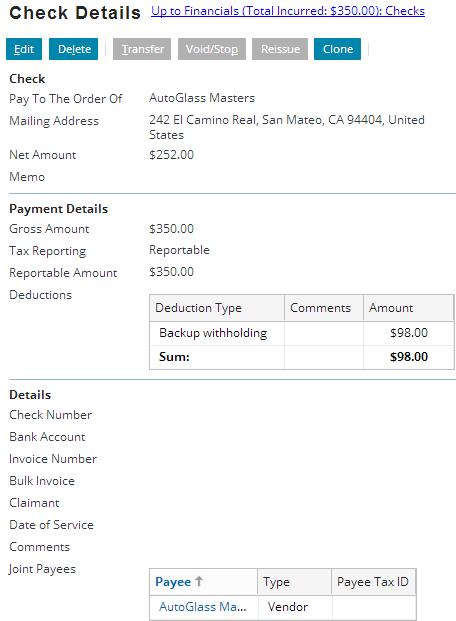 Check Details Up to Financials (Total Incurred: $350.00): Checks
Edit Delete Transfer Void/Stop Reissue Clone
Check
Pay To The Order Of AutoGlass Masters
Mailing Address 242 El Camino Real, San Mateo, CA 94404, United
States
Net Amount $252.00
Memo
Payment Details
Gross Amount $350.00
Tax Reporting Reportable
Reportable Amount $350.00
Deductions
Deduction Type Comments Amount
Backup withholding $98.00
Sum: $98.00
Details
Check Number
Bank Account
Invoice Number
Bulk Invoice
Claimant
Date of Service
Comments
Joint Payees
Payee ↑ Type Payee Tax ID
AutoGlass Ma... Vendor